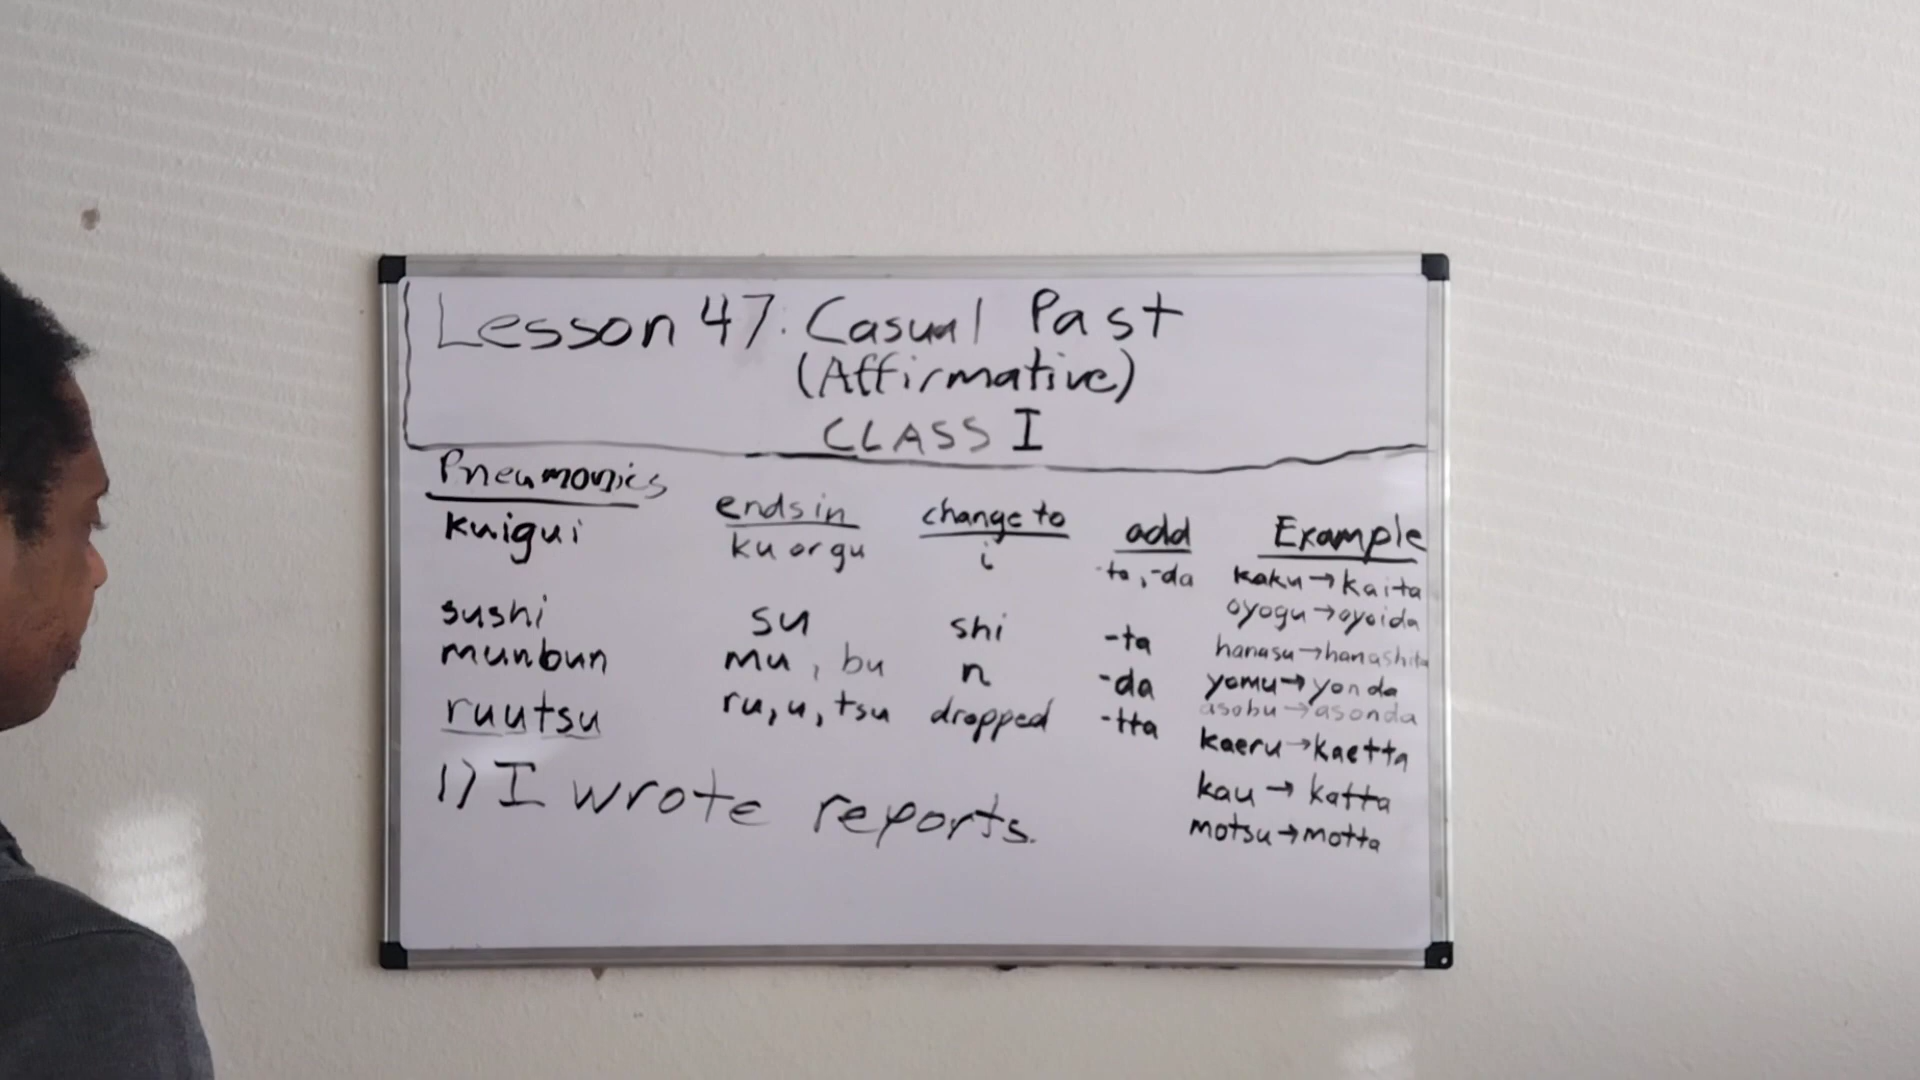 Lesson 47: Casual Past
(Affirmative)
CLASS I
Pneumonics ends in change to add Example
kuigui ku or gu i -ta, -da kaku→kaita
oyogu→oyoida
sushi su shi -ta hanasu→hanashita
munbun mu, bu n -da yomu→yonda
asobu→asonda
ruutsu ru, u, tsu dropped -tta kaeru→kaetta
kau→katta
motsu→motta
1) I wrote reports.